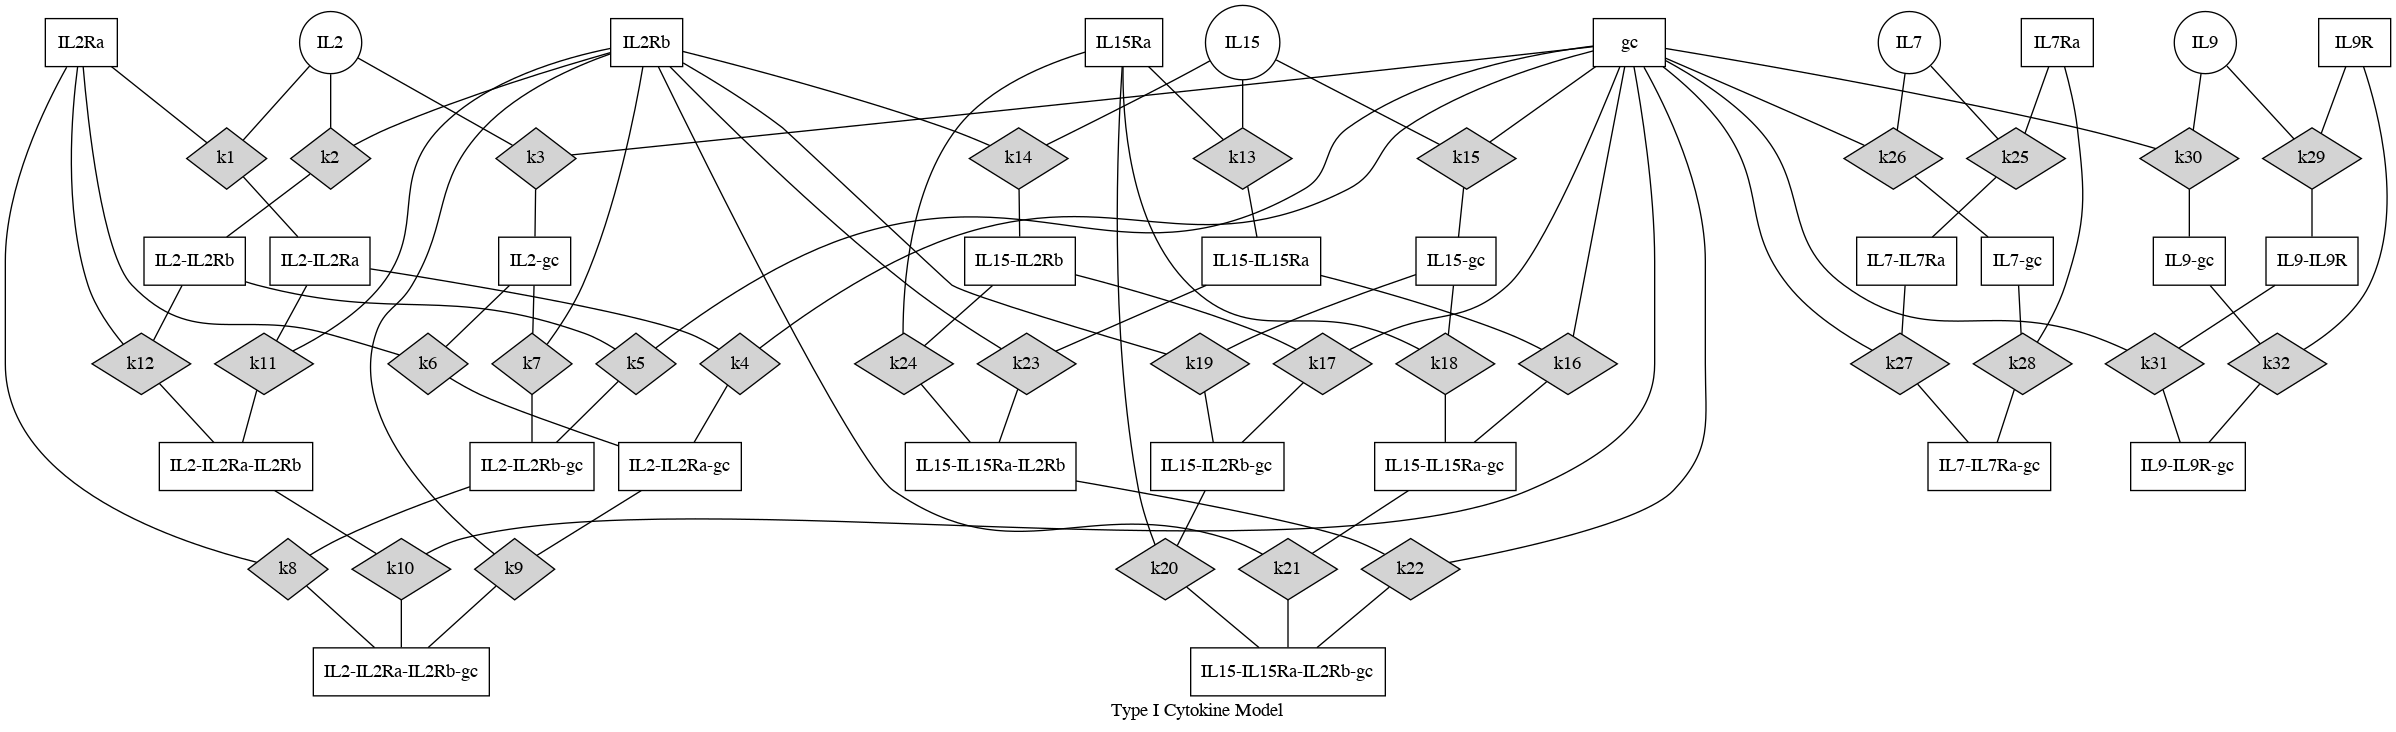 IL2Ra
IL2
IL2Rb
IL15Ra
IL15
gc
IL7
IL7Ra
IL9
IL9R
k1
k2
k3
k14
k13
k15
k26
k25
k30
k29
IL2-IL2Rb
IL2-IL2Ra
IL2-gc
IL15-IL2Rb
IL15-IL15Ra
IL15-gc
IL7-IL7Ra
IL7-gc
IL9-gc
IL9-IL9R
k12
k11
k6
k7
k5
k4
k24
k23
k19
k17
k18
k16
k27
k28
k31
k32
IL2-IL2Ra-IL2Rb
IL2-IL2Rb-gc
IL2-IL2Ra-gc
IL15-IL15Ra-IL2Rb
IL15-IL2Rb-gc
IL15-IL15Ra-gc
IL7-IL7Ra-gc
IL9-IL9R-gc
k8
k10
k9
k20
k21
k22
IL2-IL2Ra-IL2Rb-gc
IL15-IL15Ra-IL2Rb-gc
Type I Cytokine Model